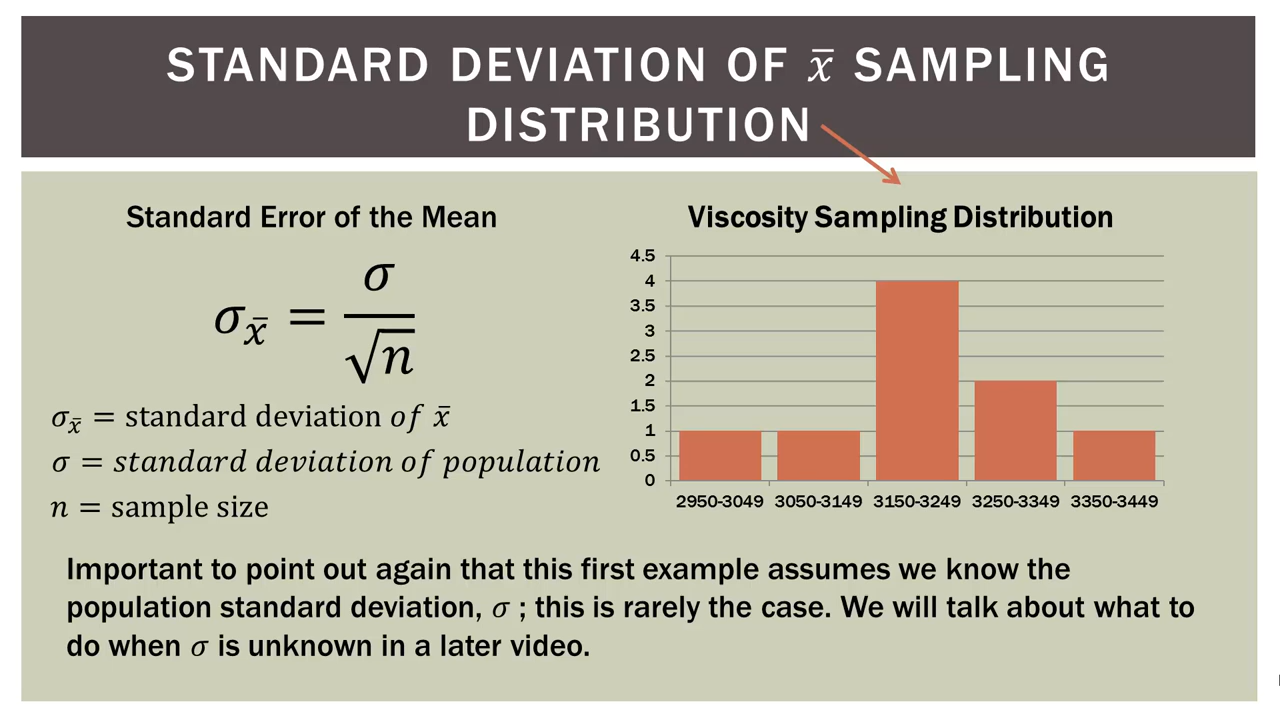 STANDARD DEVIATION OF x̄ SAMPLING
DISTRIBUTION
Standard Error of the Mean
σx̄ = σ/√n
σx̄ = standard deviation of x̄
σ = standard deviation of population
n = sample size
Viscosity Sampling Distribution
4.5
4
3.5
3
2.5
2
1.5
1
0.5
0
2950-3049 3050-3149 3150-3249 3250-3349 3350-3449
Important to point out again that this first example assumes we know the
population standard deviation, σ ; this is rarely the case. We will talk about what to
do when σ is unknown in a later video.